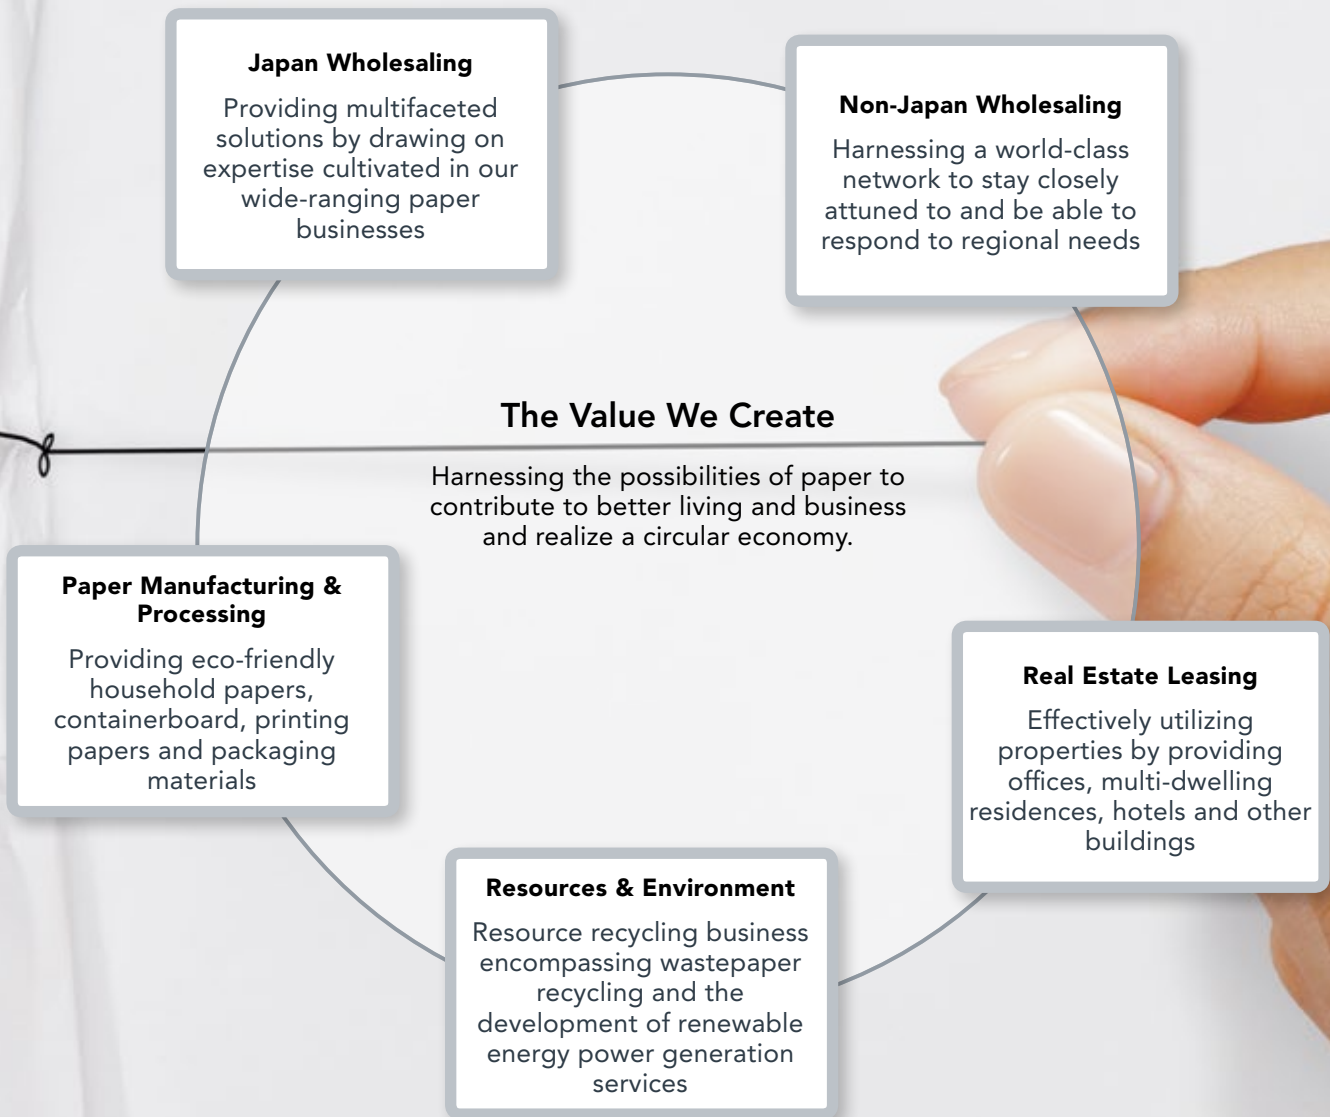 Japan Wholesaling
Providing multifaceted
solutions by drawing on
expertise cultivated in our
wide-ranging paper
businesses
Non-Japan Wholesaling
Harnessing a world-class
network to stay closely
attuned to and be able to
respond to regional needs
The Value We Create
Harnessing the possibilities of paper to
contribute to better living and business
and realize a circular economy.
Paper Manufacturing &
Processing
Providing eco-friendly
household papers,
containerboard, printing
papers and packaging
materials
Real Estate Leasing
Effectively utilizing
properties by providing
offices, multi-dwelling
residences, hotels and other
buildings
Resources & Environment
Resource recycling business
encompassing wastepaper
recycling and the
development of renewable
energy power generation
services